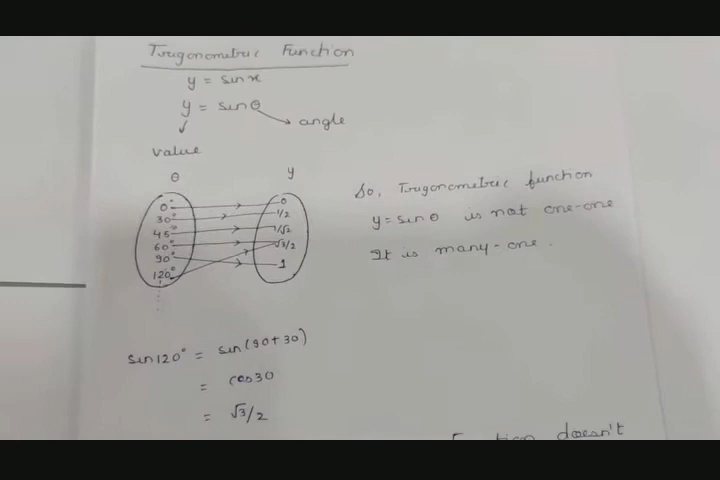 Trigonometric Function
y = sin x
y = sin θ
angle
value
θ y
0° 0
30° 1/2
45° 1/√2
60° √3/2
90° 1
120°
So, Trigonometric function
y = sin θ is not one-one
It is many-one.
sin 120° = sin(90+30)
= cos 30
= √3/2
doesn't